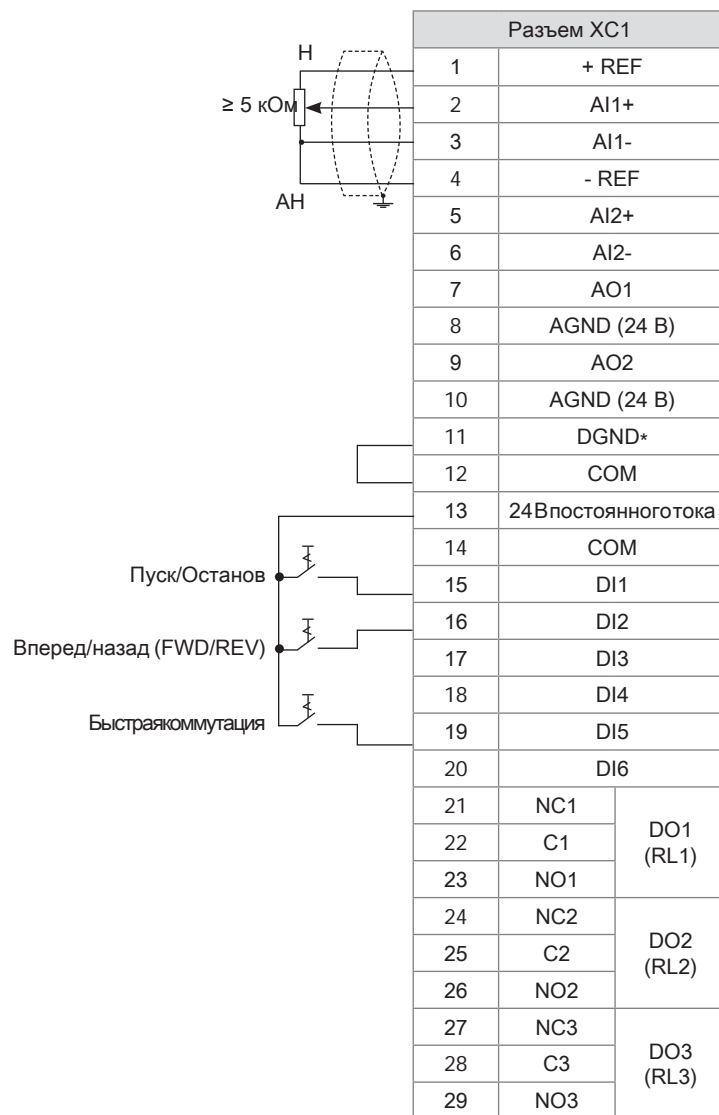 Разъем XC1
1 + REF
2 AI1+
3 AI1-
4 - REF
5 AI2+
6 AI2-
7 AO1
8 AGND (24 В)
9 AO2
10 AGND (24 В)
11 DGND*
12 COM
13 24Впостоянноготока
14 COM
15 DI1
16 DI2
17 DI3
18 DI4
19 DI5
20 DI6
21 NC1
22 C1
23 NO1
DO1
(RL1)
24 NC2
25 C2
26 NO2
DO2
(RL2)
27 NC3
28 C3
29 NO3
DO3
(RL3)
Н
≥ 5 кОм
АН
Пуск/Останов
Вперед/назад (FWD/REV)
Быстраякоммутация